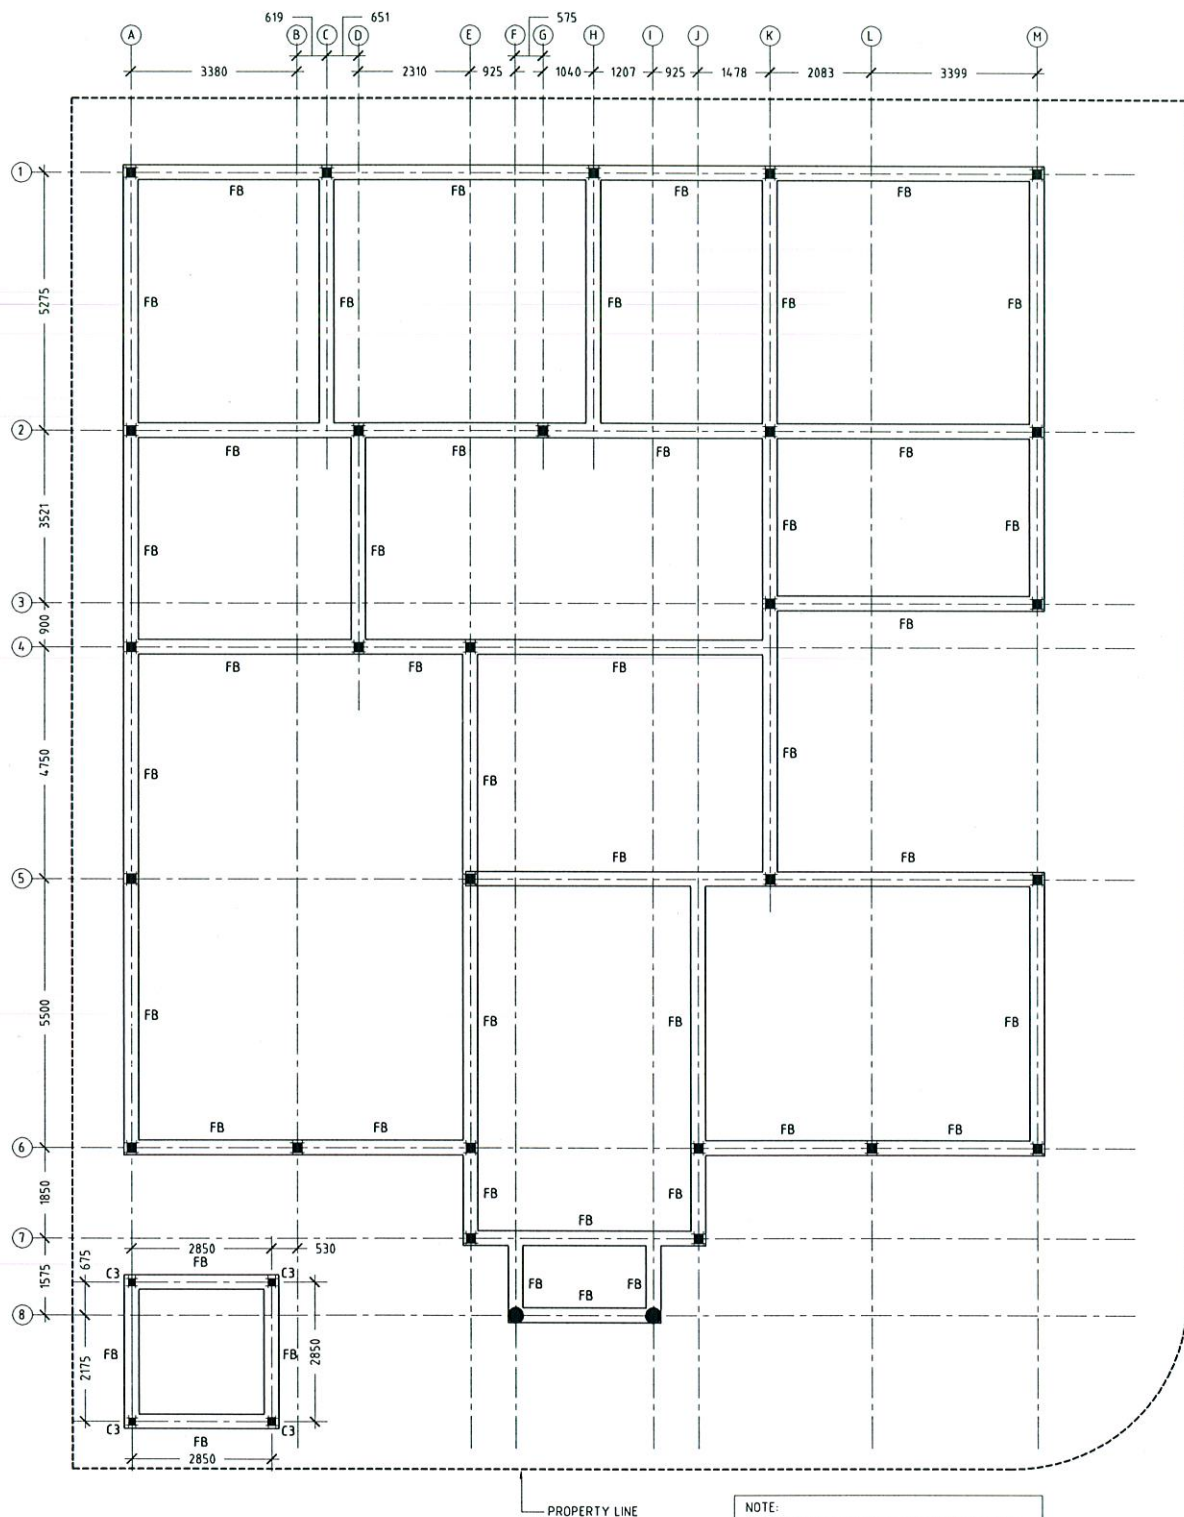 619 651 575
A B C D E F G H I J K L M
3380 2310 925 1040 1207 925 1478 2083 3399
1
FB FB FB FB
5275 FB FB FB FB FB
2
FB FB FB FB
3521 FB FB FB FB
3
900 FB
4
FB FB FB
4750 FB FB FB
FB FB
5
5500 FB FB FB FB
FB FB FB FB
6
1850 FB FB
FB
7
675 2850 530
FB
1575 C3 C3 FB FB
FB
8
2175 FB FB 2850
C3 C3
FB
2850
PROPERTY LINE
NOTE: